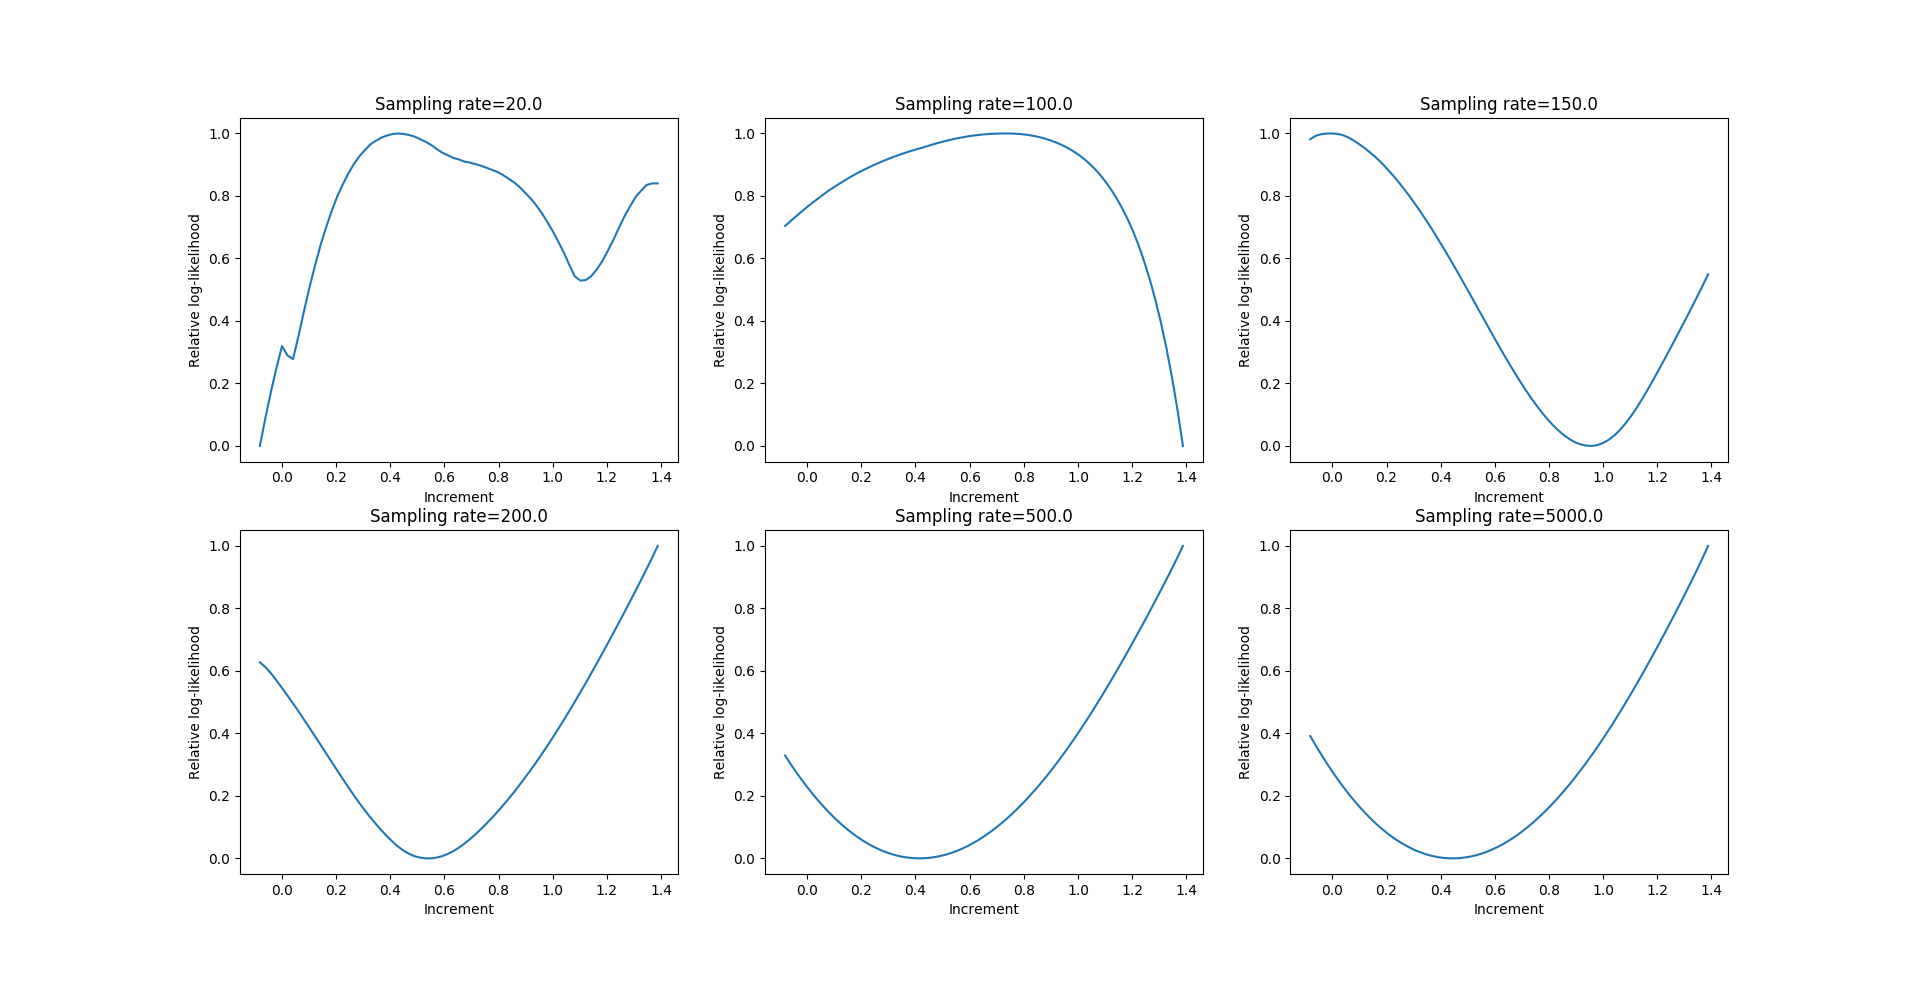 Sampling rate=20.0
1.0
0.8
0.6
0.4
0.2
0.0
Relative log-likelihood
0.0 0.2 0.4 0.6 0.8 1.0 1.2 1.4
Increment
Sampling rate=100.0
1.0
0.8
0.6
0.4
0.2
0.0
Relative log-likelihood
0.0 0.2 0.4 0.6 0.8 1.0 1.2 1.4
Increment
Sampling rate=150.0
1.0
0.8
0.6
0.4
0.2
0.0
Relative log-likelihood
0.0 0.2 0.4 0.6 0.8 1.0 1.2 1.4
Increment
Sampling rate=200.0
1.0
0.8
0.6
0.4
0.2
0.0
Relative log-likelihood
0.0 0.2 0.4 0.6 0.8 1.0 1.2 1.4
Increment
Sampling rate=500.0
1.0
0.8
0.6
0.4
0.2
0.0
Relative log-likelihood
0.0 0.2 0.4 0.6 0.8 1.0 1.2 1.4
Increment
Sampling rate=5000.0
1.0
0.8
0.6
0.4
0.2
0.0
Relative log-likelihood
0.0 0.2 0.4 0.6 0.8 1.0 1.2 1.4
Increment